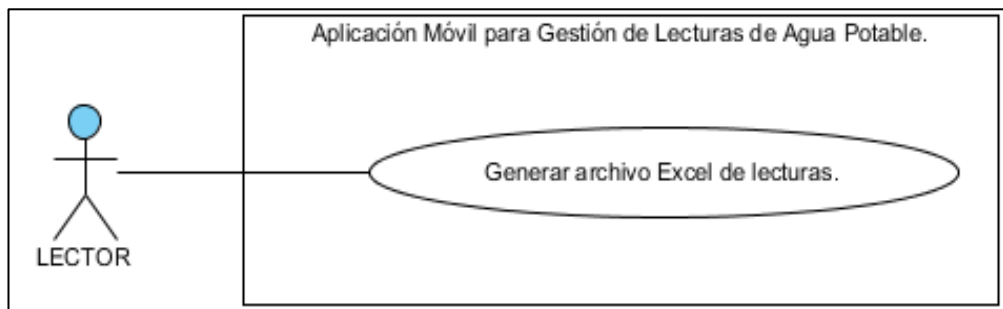 Aplicación Móvil para Gestión de Lecturas de Agua Potable.
Generar archivo Excel de lecturas.
LECTOR